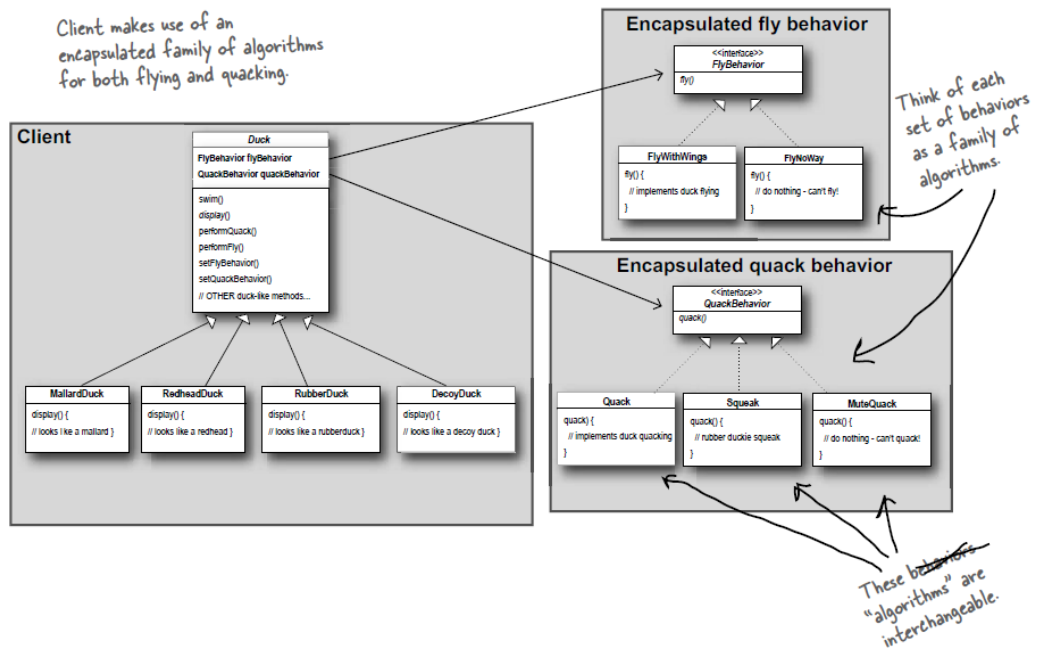 Client makes use of an
encapsulated family of algorithms
for both flying and quacking.
Encapsulated fly behavior
<<interface>>
FlyBehavior
fly()
FlyWithWings
fly() {
// implements duck flying
}
FlyNoWay
fly() {
// do nothing - can't fly!
}
Think of each
set of behaviors
as a family of
algorithms.
Client
Duck
FlyBehavior flyBehavior
QuackBehavior quackBehavior
swim()
display()
performQuack()
performFly()
setFlyBehavior()
setQuackBehavior()
// OTHER duck-like methods...
MallardDuck
display() {
// looks like a mallard }
RedheadDuck
display() {
// looks like a redhead }
RubberDuck
display() {
// looks like a rubberduck }
DecoyDuck
display() {
// looks like a decoy duck }
Encapsulated quack behavior
<<interface>>
QuackBehavior
quack()
Quack
quack) {
// implements duck quacking
}
Squeak
quack() {
// rubber duckie squeak
}
MuteQuack
quack() {
// do nothing - can't quack!
}
These behaviors
"algorithms" are
interchangeable.